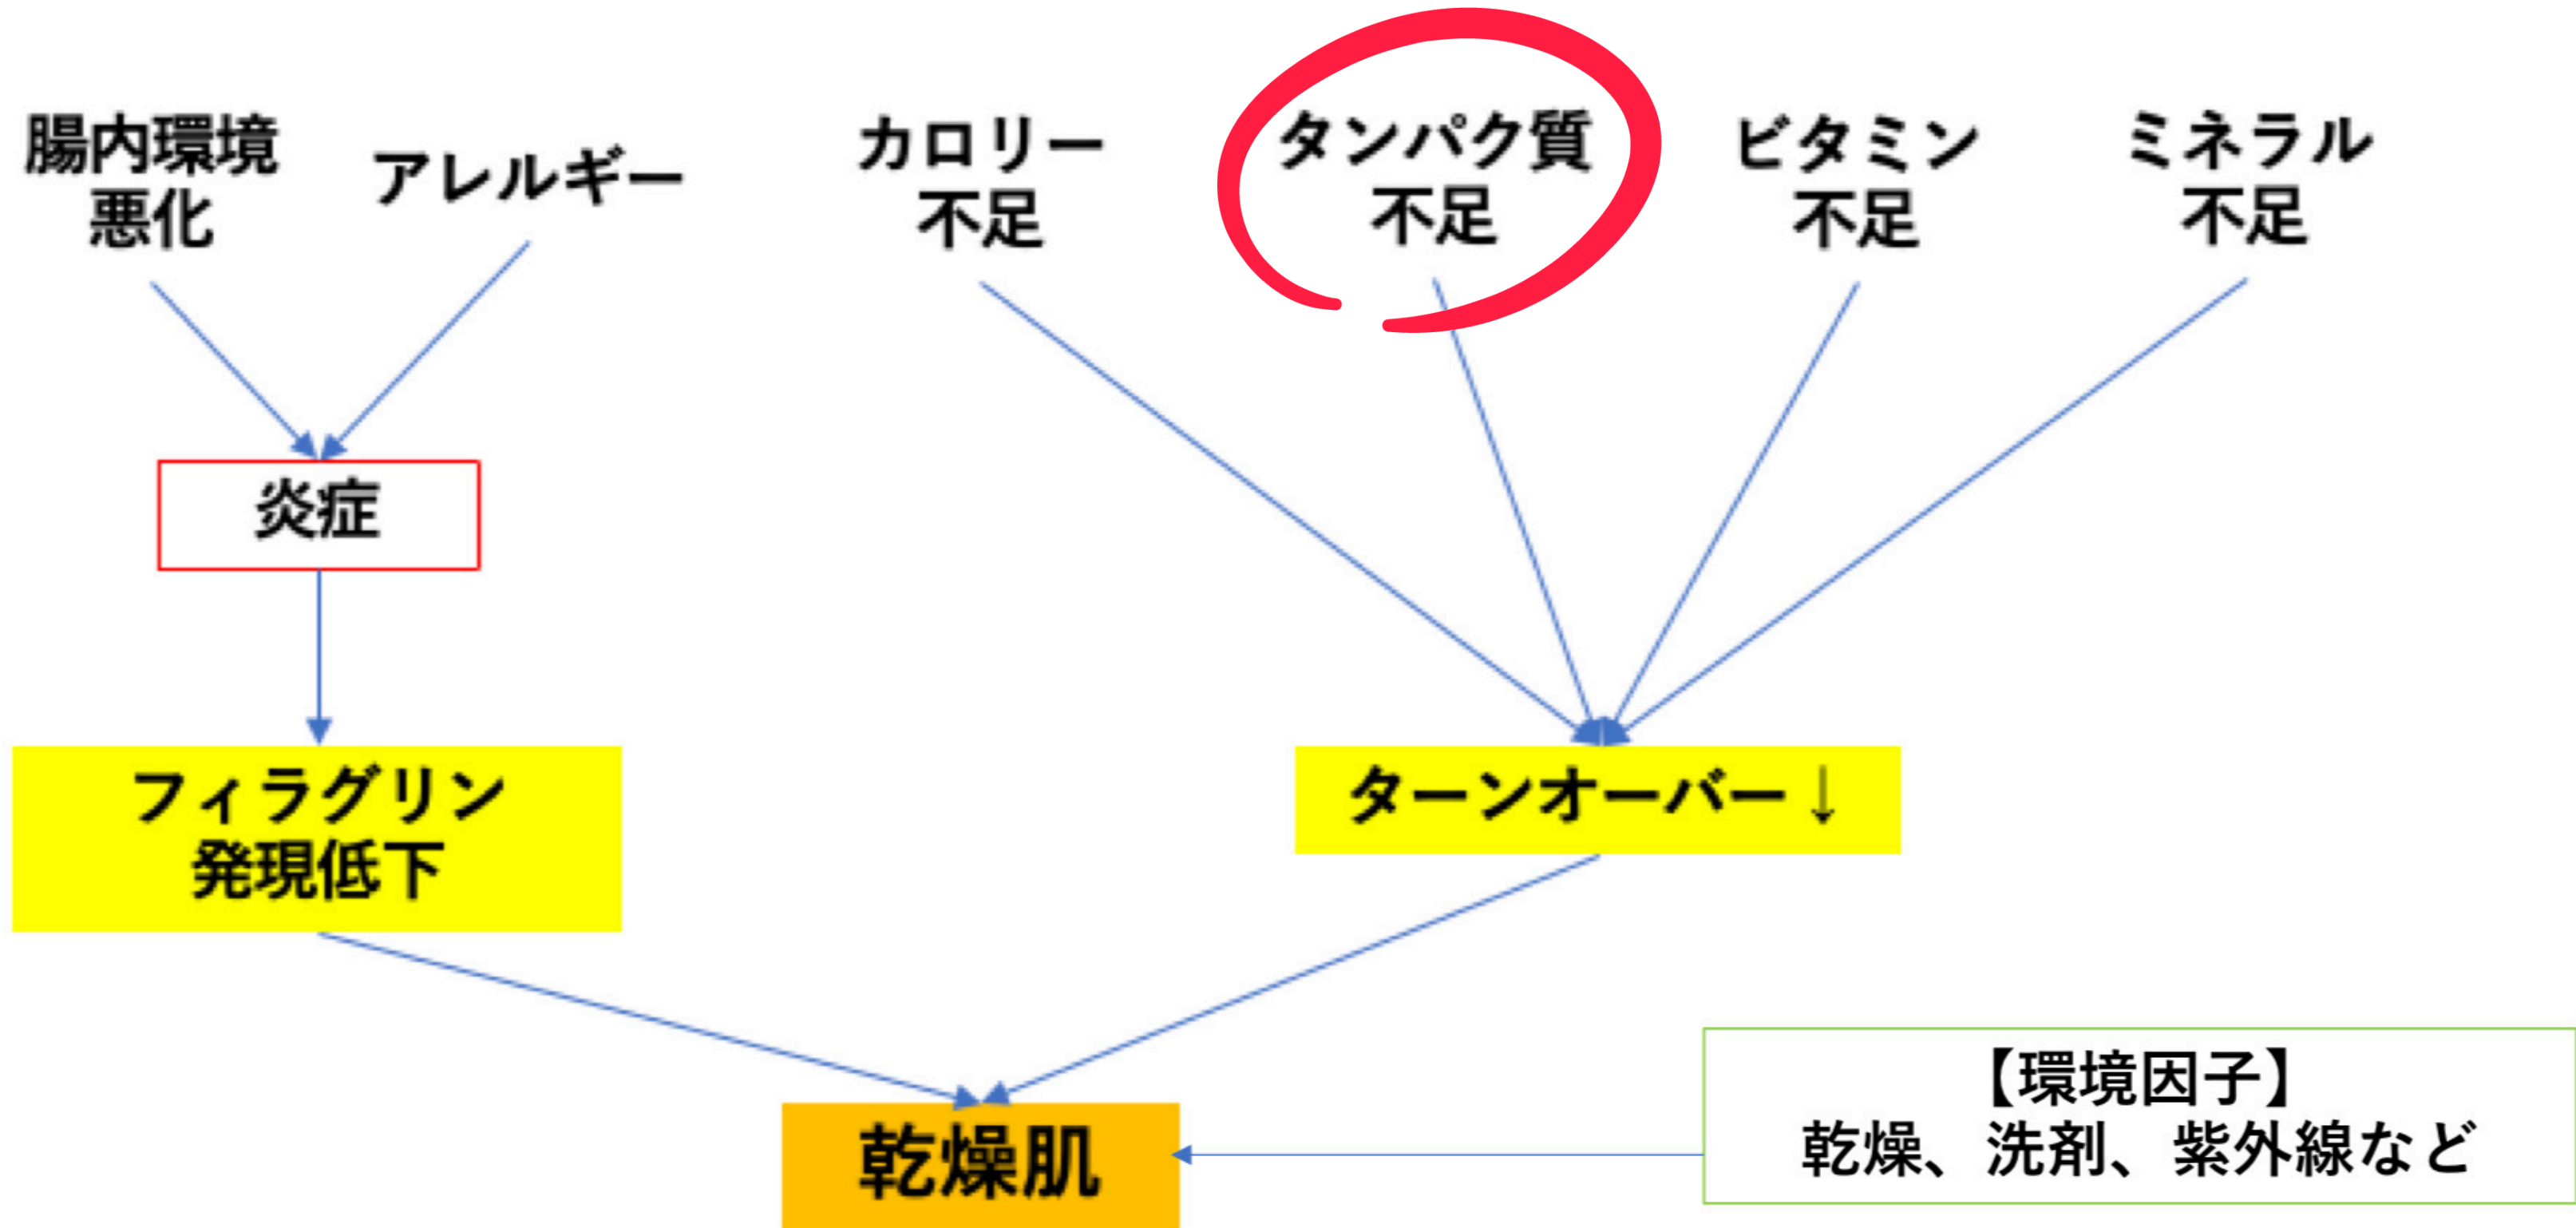 腸内環境
悪化
アレルギー
カロリー
不足
タンパク質
不足
ビタミン
不足
ミネラル
不足
炎症
フィラグリン
発現低下
ターンオーバー↓
乾燥肌
【環境因子】
乾燥、洗剤、紫外線など